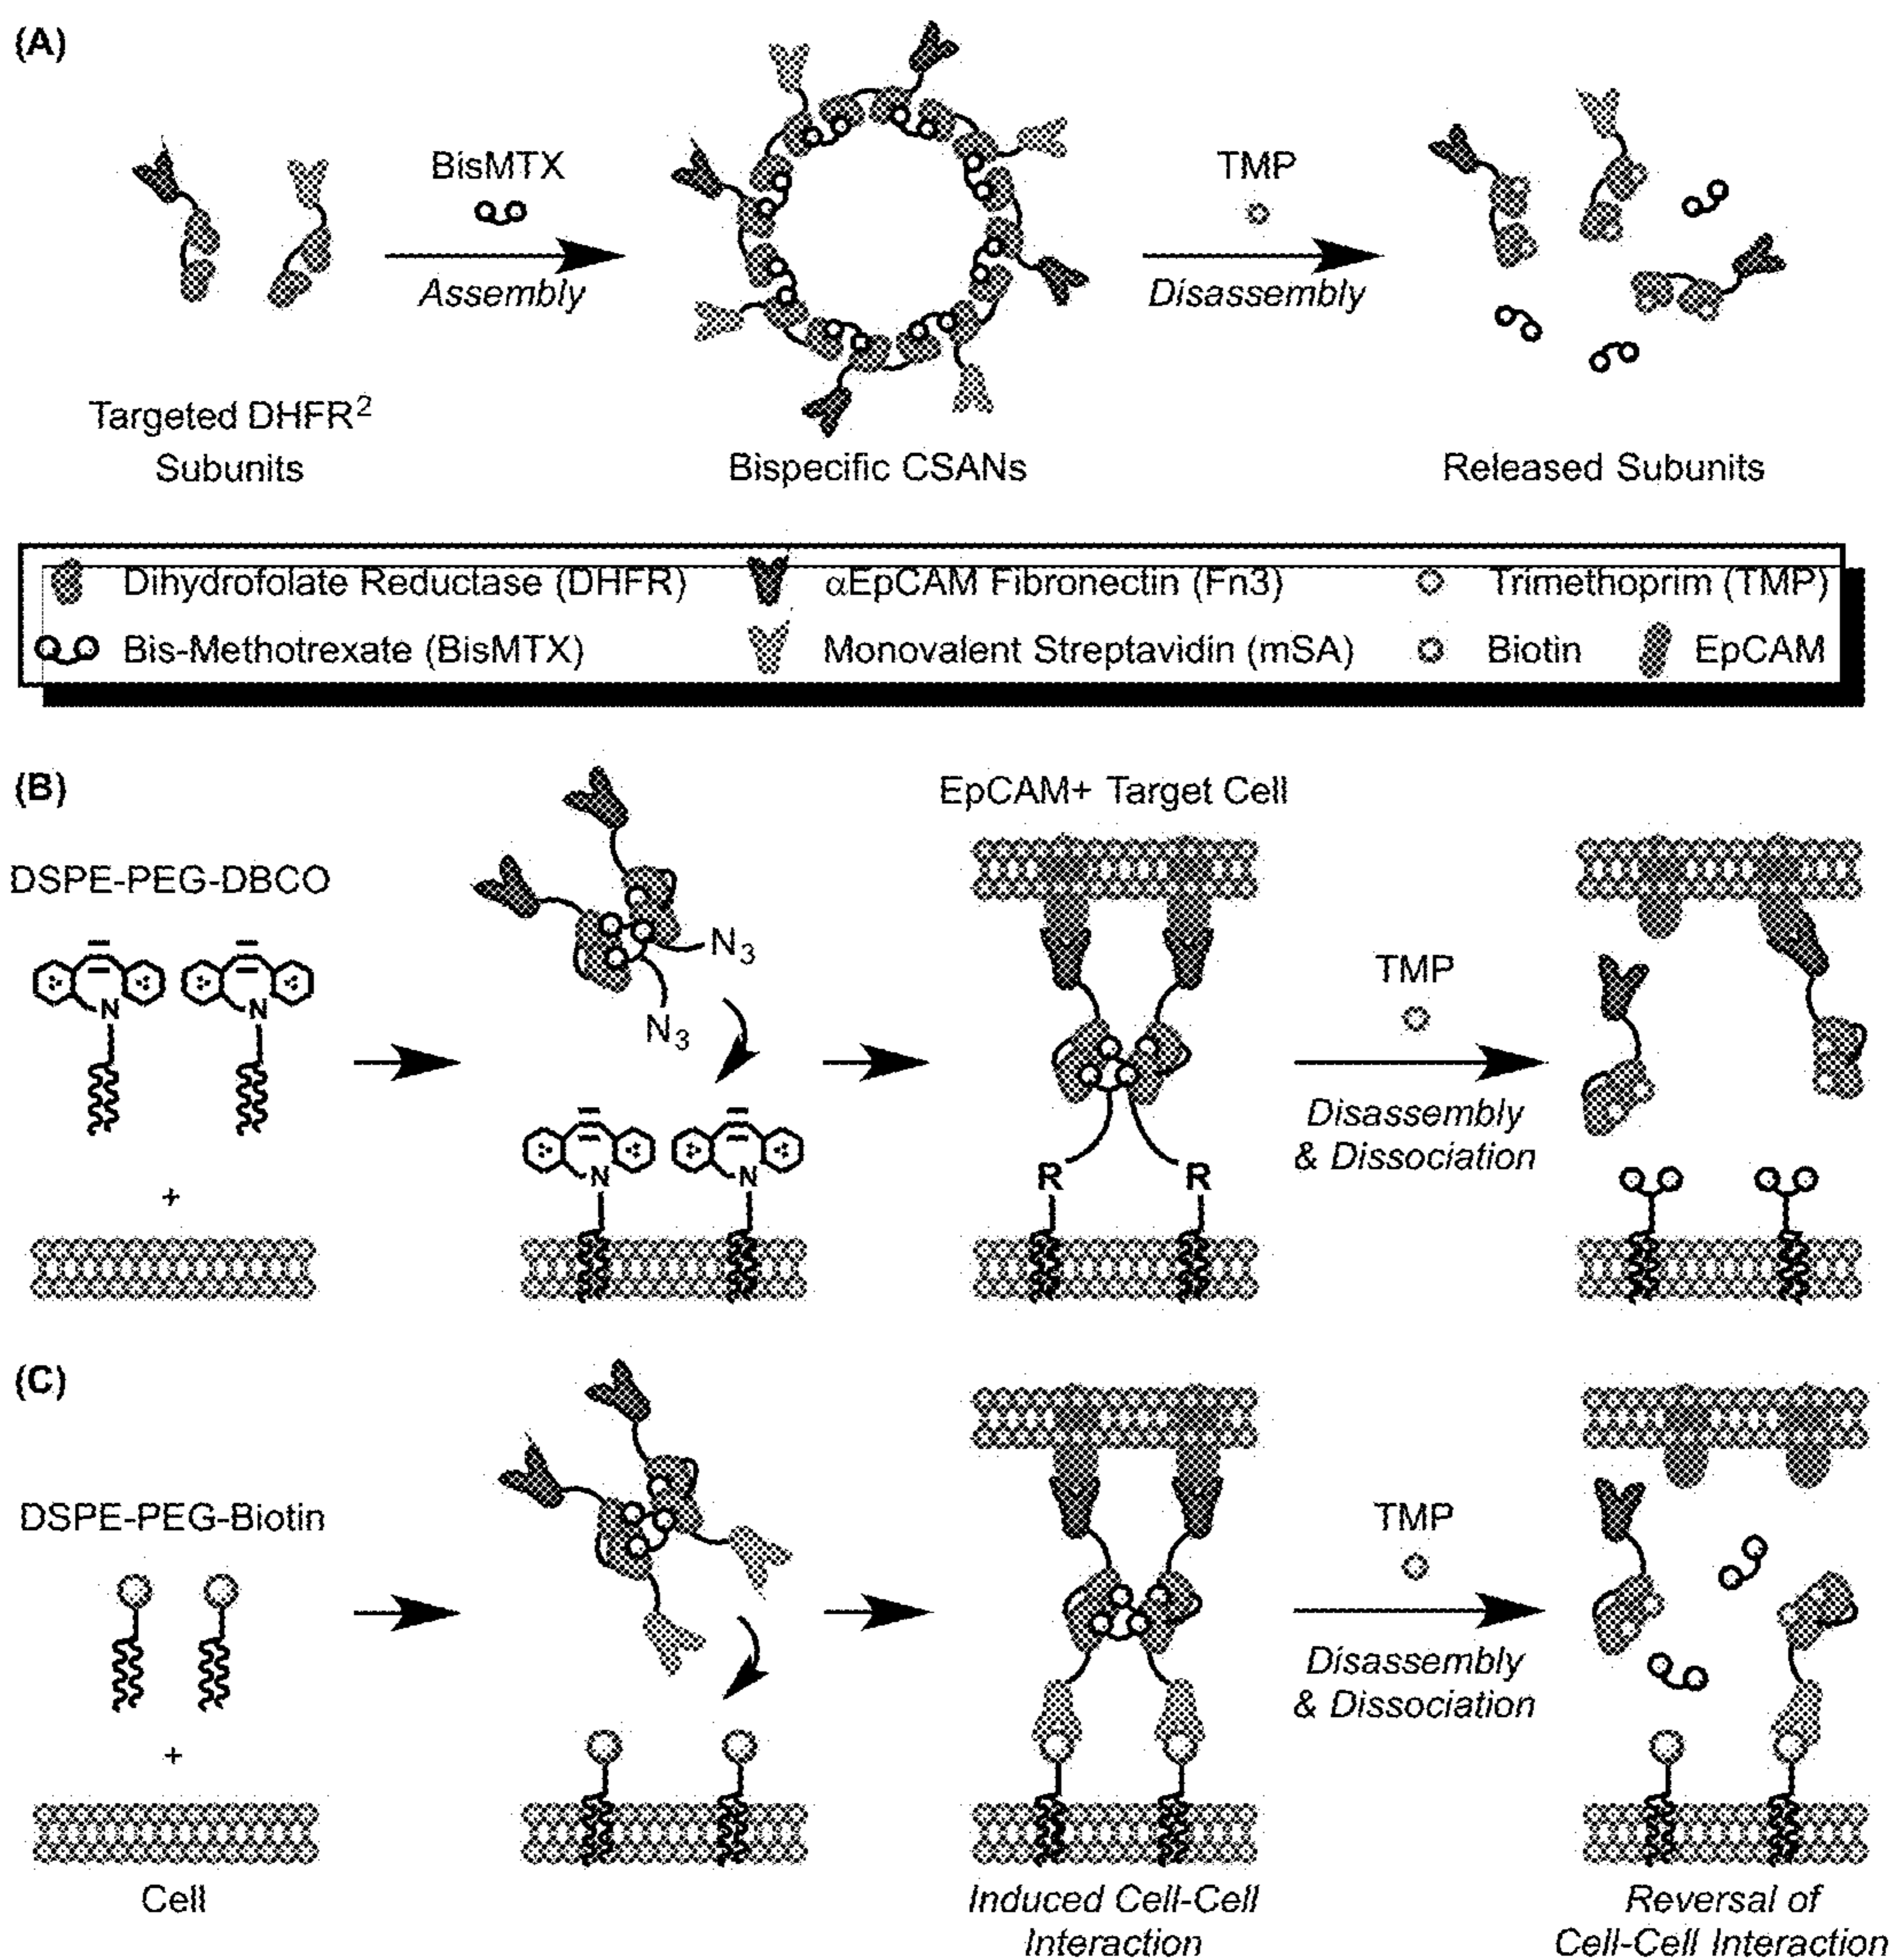 (A)
BisMTX
Assembly
TMP
Disassembly
Targeted DHFR²
Subunits
Bispecific CSANs
Released Subunits
Dihydrofolate Reductase (DHFR)
αEpCAM Fibronectin (Fn3)
Trimethoprim (TMP)
Bis-Methotrexate (BisMTX)
Monovalent Streptavidin (mSA)
Biotin
EpCAM
(B)
DSPE-PEG-DBCO
N
N
+
N₃
N₃
N
N
EpCAM+ Target Cell
R
R
TMP
Disassembly
& Dissociation
(C)
DSPE-PEG-Biotin
+
Cell
Induced Cell-Cell
Interaction
TMP
Disassembly
& Dissociation
Reversal of
Cell-Cell Interaction